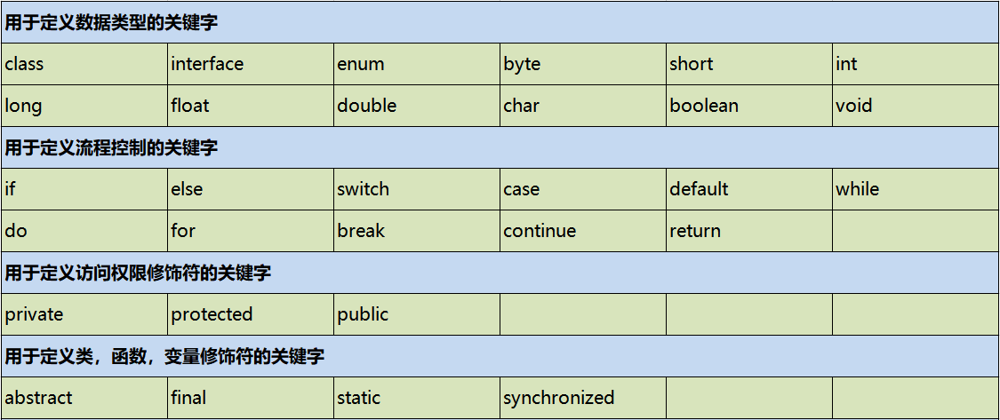 用于定义数据类型的关键字
class interface enum byte short int
long float double char boolean void
用于定义流程控制的关键字
if else switch case default while
do for break continue return
用于定义访问权限修饰符的关键字
private protected public
用于定义类，函数，变量修饰符的关键字
abstract final static synchronized